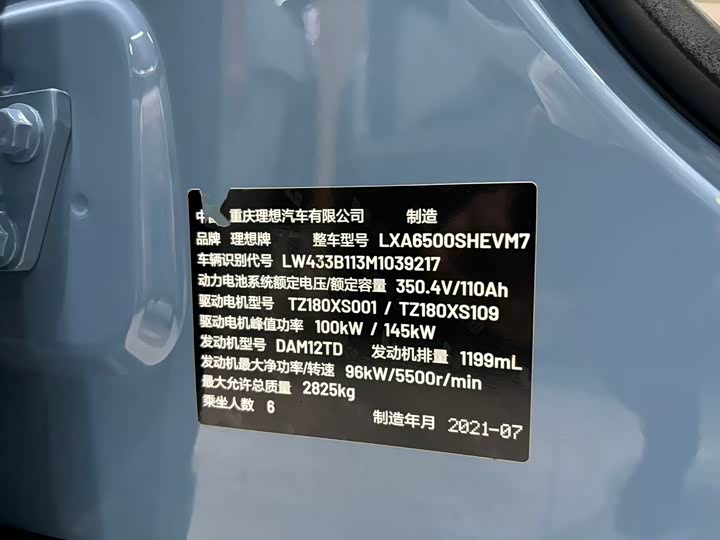 中 重庆理想汽车有限公司 制造
品牌 理想牌 整车型号 LXA6500SHEVM7
车辆识别代号 LW433B113M1039217
动力电池系统额定电压/额定容量 350.4V/110Ah
驱动电机型号 TZ180XS001 / TZ180XS109
驱动电机峰值功率 100kW / 145kW
发动机型号 DAM12TD 发动机排量 1199mL
发动机最大净功率/转速 96kW/5500r/min
最大允许总质量 2825kg
乘坐人数 6
制造年月 2021-07